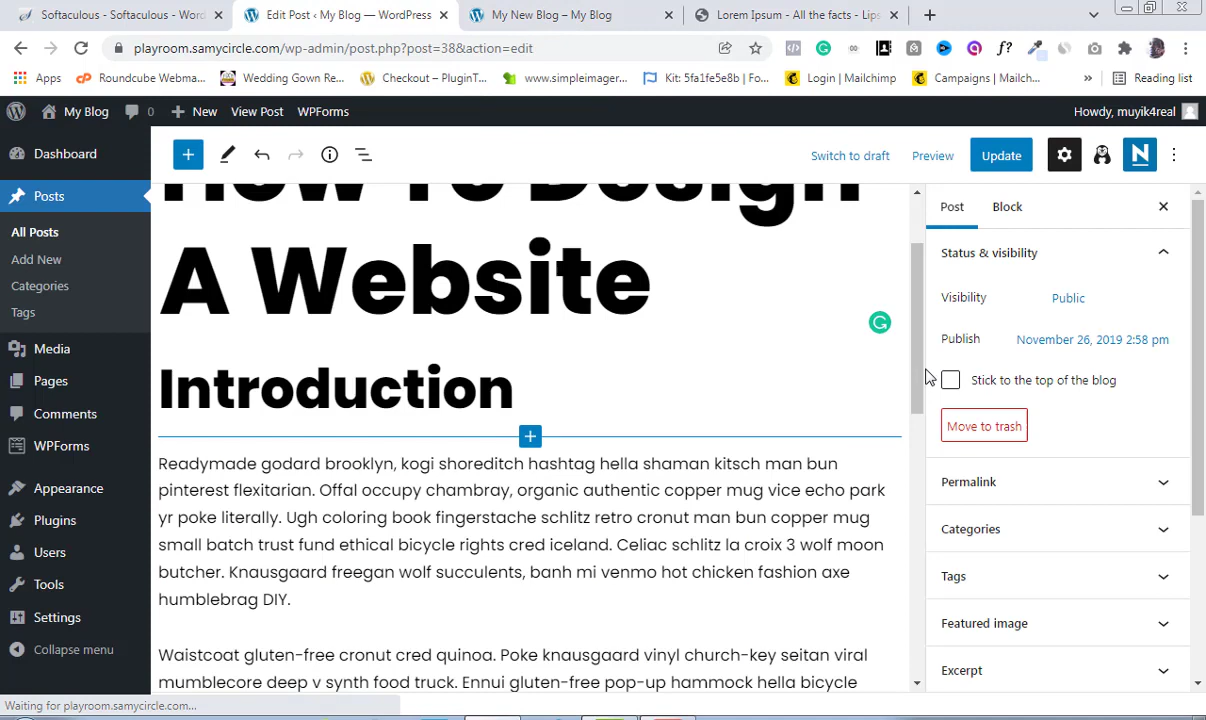 Softaculous - Softaculous - Wor
Edit Post ‹ My Blog — WordPress
My New Blog – My Blog
Lorem Ipsum - All the facts - Lips
playroom.samycircle.com/wp-admin/post.php?post=38&action=edit
f?
Apps
cP
Roundcube Webma...
Wedding Gown Re...
Checkout – PluginT...
www.simpleimager...
Kit: 5fa1fe5e8b | Fo...
Login | Mailchimp
Campaigns | Mailch...
»
Reading list
My Blog
0
New
View Post
WPForms
Howdy, muyik4real
Dashboard
Posts
All Posts
Add New
Categories
Tags
Media
Pages
Comments
WPForms
Appearance
Plugins
Users
Tools
Settings
Collapse menu
Switch to draft
Preview
Update
N
How To Design
A Website
Introduction
Readymade godard brooklyn, kogi shoreditch hashtag hella shaman kitsch man bun
pinterest flexitarian. Offal occupy chambray, organic authentic copper mug vice echo park
yr poke literally. Ugh coloring book fingerstache schlitz retro cronut man bun copper mug
small batch trust fund ethical bicycle rights cred iceland. Celiac schlitz la croix 3 wolf moon
butcher. Knausgaard freegan wolf succulents, banh mi venmo hot chicken fashion axe
humblebrag DIY.
Waistcoat gluten-free cronut cred quinoa. Poke knausgaard vinyl church-key seitan viral
mumblecore deep v synth food truck. Ennui gluten-free pop-up hammock hella bicycle
Post
Block
Status & visibility
Visibility
Public
Publish
November 26, 2019 2:58 pm
Stick to the top of the blog
Move to trash
Permalink
Categories
Tags
Featured image
Excerpt
Waiting for playroom.samycircle.com...